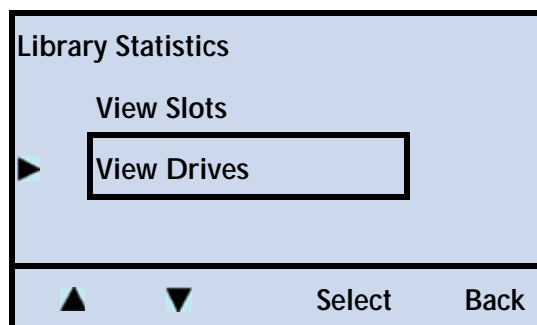 Library Statistics
View Slots
View Drives
Select Back